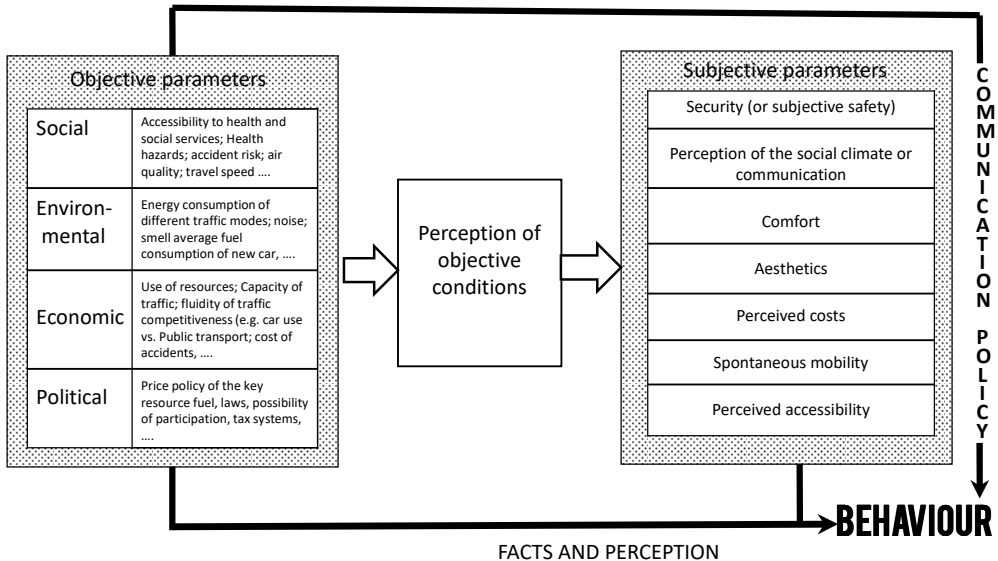 Objective parameters
Social
Accessibility to health and
social services; Health
hazards; accident risk; air
quality; travel speed ....
Environ-
mental
Energy consumption of
different traffic modes; noise;
smell average fuel
consumption of new car, ....
Economic
Use of resources; Capacity of
traffic; fluidity of traffic
competitiveness (e.g. car use
vs. Public transport; cost of
accidents, ....
Political
Price policy of the key
resource fuel, laws, possibility
of participation, tax systems,
....
Perception of
objective
conditions
Subjective parameters
Security (or subjective safety)
Perception of the social climate or
communication
Comfort
Aesthetics
Perceived costs
Spontaneous mobility
Perceived accessibility
COMMUNICATION POLICY
BEHAVIOUR
FACTS AND PERCEPTION